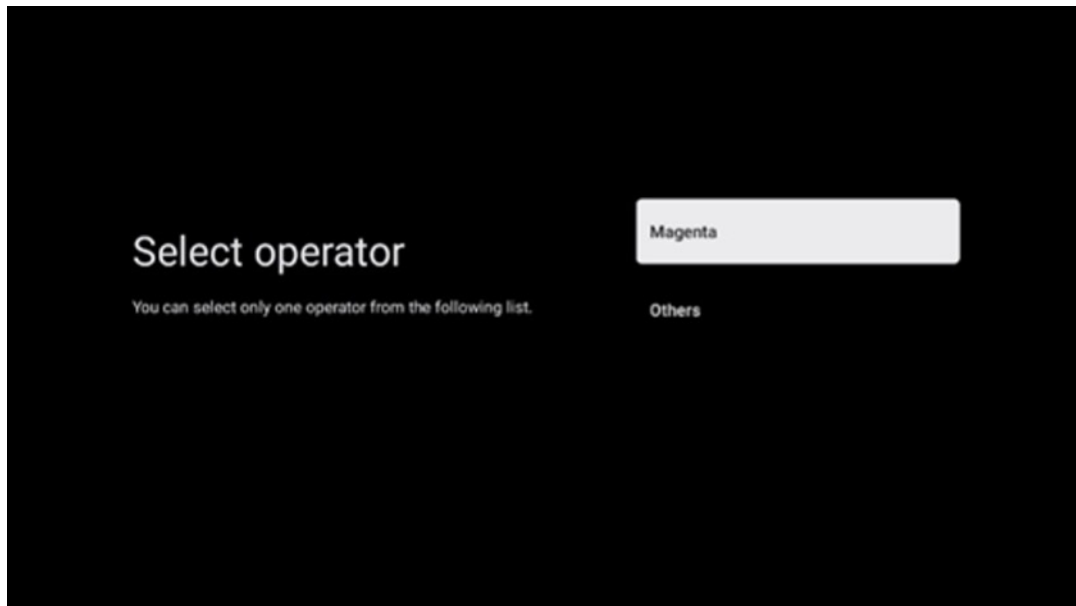 Select operator
You can select only one operator from the following list.
Magenta
Others